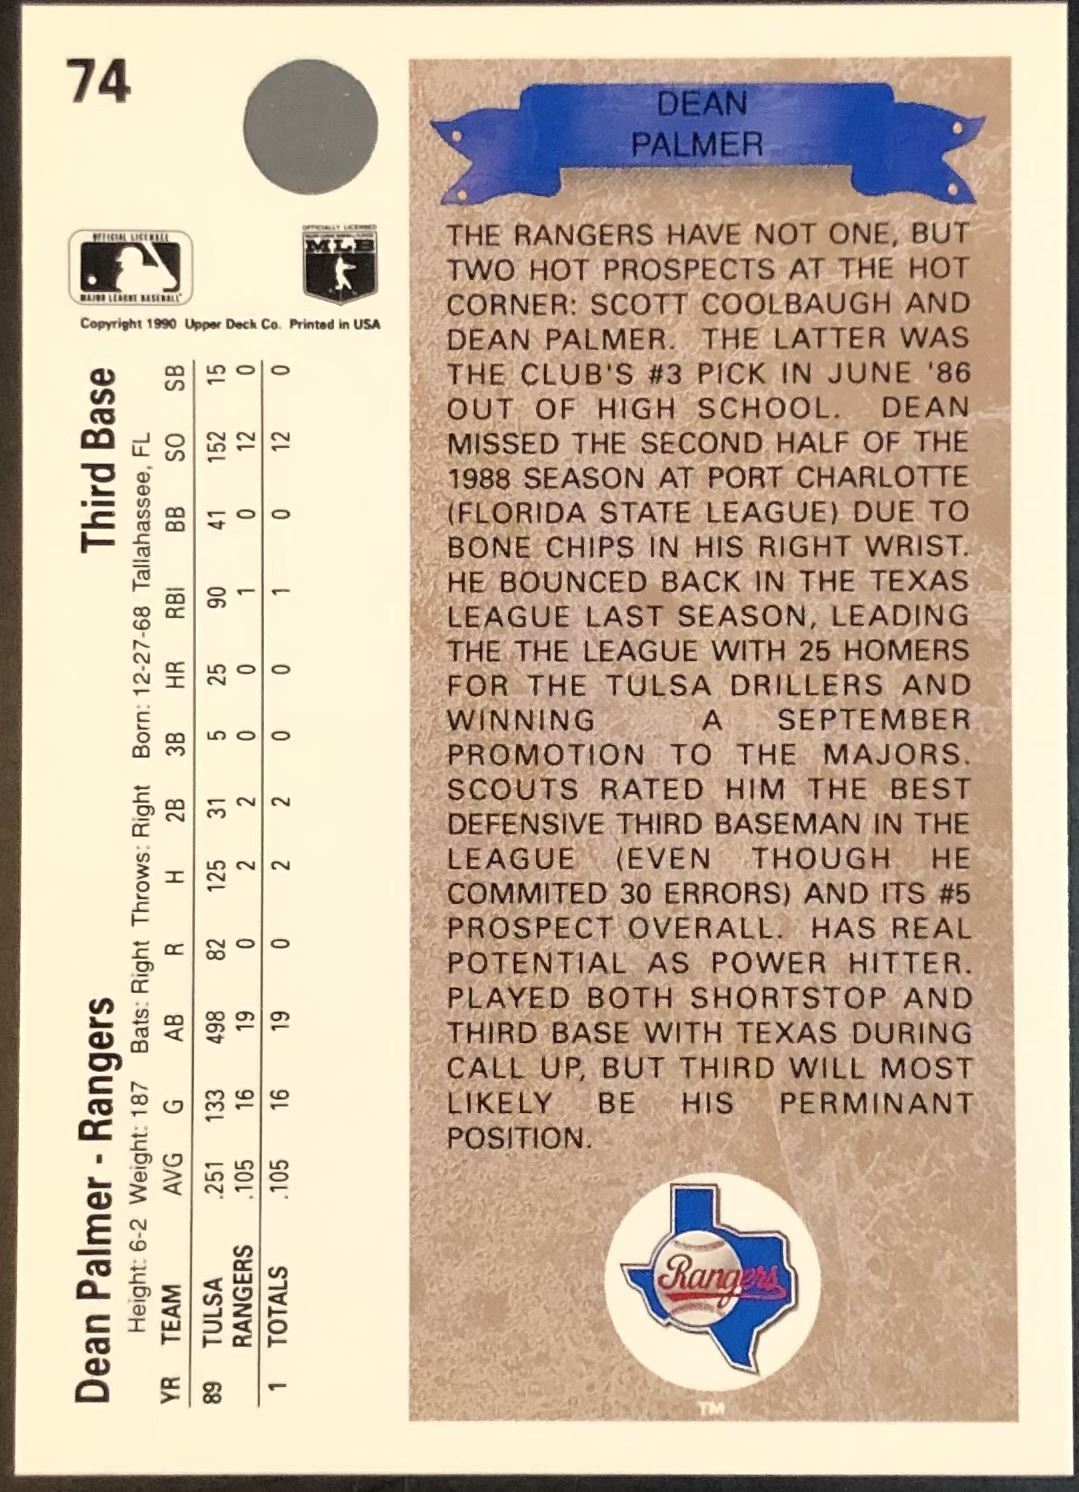 74
OFFICIAL LICENSEE
MAJOR LEAGUE BASEBALL
OFFICIALLY LICENSED
MLB
Copyright 1990 Upper Deck Co. Printed in USA
Dean Palmer - Rangers Third Base
Height: 6-2 Weight: 187 Bats: Right Throws: Right Born: 12-27-68 Tallahassee, FL
YR TEAM AVG G AB R H 2B 3B HR RBI BB SO SB
89 TULSA .251 133 498 82 125 31 5 25 90 41 152 15
RANGERS .105 16 19 0 2 2 0 0 1 0 12 0
1 TOTALS .105 16 19 0 2 2 0 0 1 0 12 0
DEAN
PALMER
THE RANGERS HAVE NOT ONE, BUT
TWO HOT PROSPECTS AT THE HOT
CORNER: SCOTT COOLBAUGH AND
DEAN PALMER. THE LATTER WAS
THE CLUB'S #3 PICK IN JUNE '86
OUT OF HIGH SCHOOL. DEAN
MISSED THE SECOND HALF OF THE
1988 SEASON AT PORT CHARLOTTE
(FLORIDA STATE LEAGUE) DUE TO
BONE CHIPS IN HIS RIGHT WRIST.
HE BOUNCED BACK IN THE TEXAS
LEAGUE LAST SEASON, LEADING
THE THE LEAGUE WITH 25 HOMERS
FOR THE TULSA DRILLERS AND
WINNING A SEPTEMBER
PROMOTION TO THE MAJORS.
SCOUTS RATED HIM THE BEST
DEFENSIVE THIRD BASEMAN IN THE
LEAGUE (EVEN THOUGH HE
COMMITED 30 ERRORS) AND ITS #5
PROSPECT OVERALL. HAS REAL
POTENTIAL AS POWER HITTER.
PLAYED BOTH SHORTSTOP AND
THIRD BASE WITH TEXAS DURING
CALL UP, BUT THIRD WILL MOST
LIKELY BE HIS PERMINANT
POSITION.
Rangers
TM